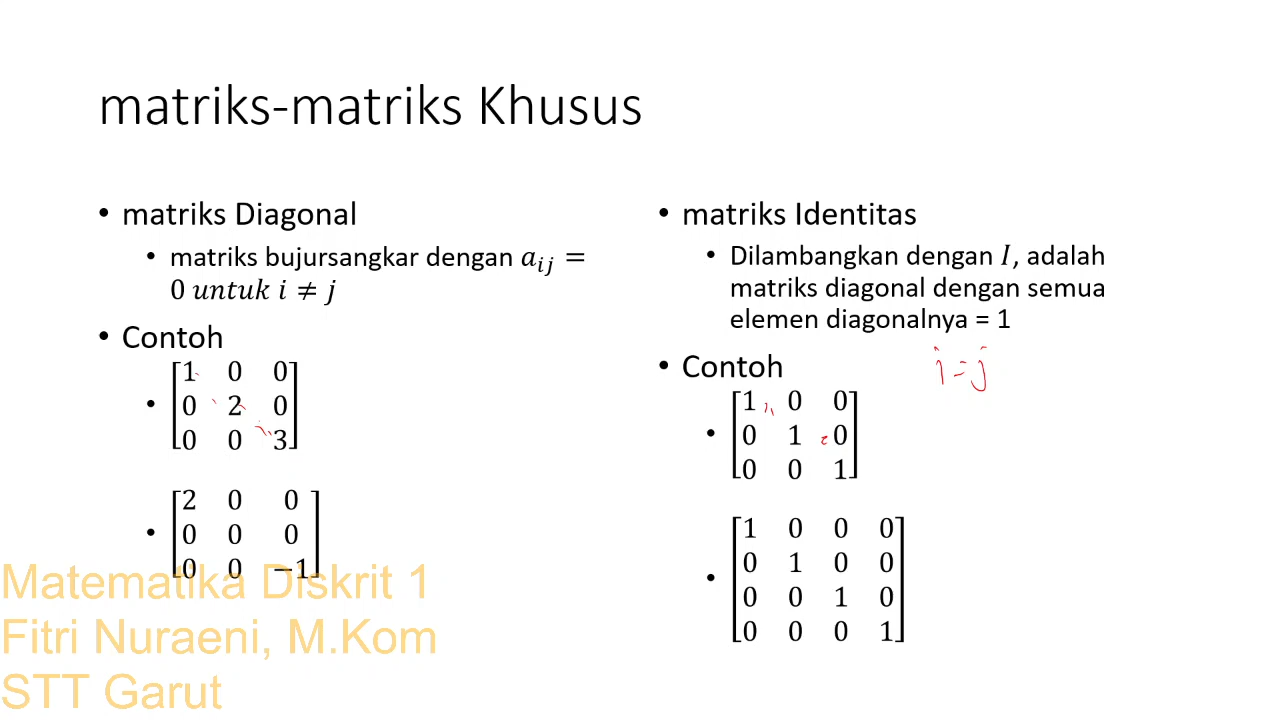 matriks-matriks Khusus
• matriks Diagonal
• matriks bujursangkar dengan a_{ij} =
0 untuk i ≠ j
• Contoh
1 0 0
• 0 2 0
0 0 3
2 0 0
• 0 0 0
0 0 −1
• matriks Identitas
• Dilambangkan dengan I, adalah
matriks diagonal dengan semua
elemen diagonalnya = 1
• Contoh
i = j
1 0 0
• 0 1 0
0 0 1
1 0 0 0
0 1 0 0
• 0 0 1 0
0 0 0 1
Matematika Diskrit 1
Fitri Nuraeni, M.Kom
STT Garut